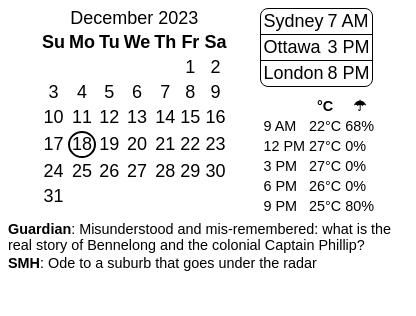 December 2023
Su Mo Tu We Th Fr Sa
1 2
3 4 5 6 7 8 9
10 11 12 13 14 15 16
17 18 19 20 21 22 23
24 25 26 27 28 29 30
31
Sydney 7 AM
Ottawa 3 PM
London 8 PM
°C ☂
9 AM 22°C 68%
12 PM 27°C 0%
3 PM 27°C 0%
6 PM 26°C 0%
9 PM 25°C 80%
Guardian: Misunderstood and mis-remembered: what is the
real story of Bennelong and the colonial Captain Phillip?
SMH: Ode to a suburb that goes under the radar